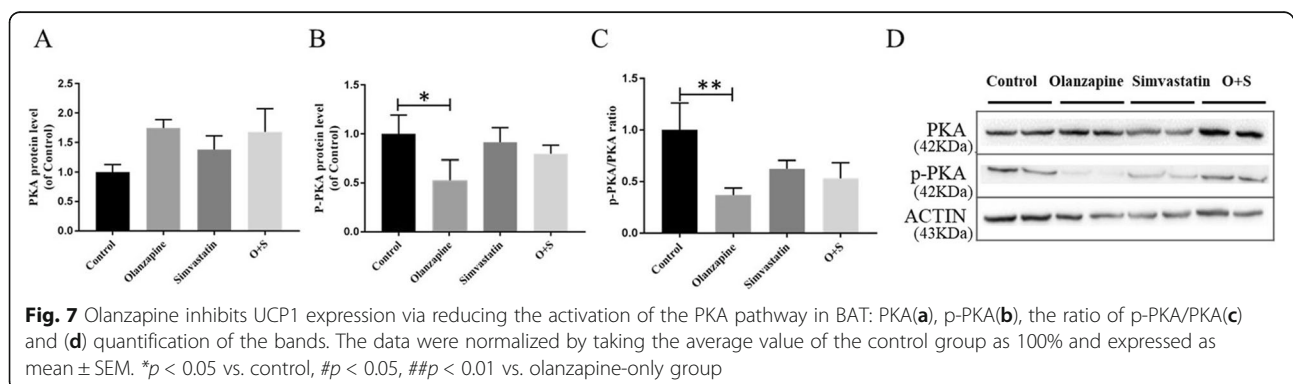 A
B
C
D
PKA protein level
(of Control)
2.5
2.0
1.5
1.0
0.5
0.0
Control
Olanzapine
Simvastatin
O+S
P-PKA protein level
(of Control)
1.5
1.0
0.5
0.0
*
Control
Olanzapine
Simvastatin
O+S
p-PKA/PKA ratio
1.5
1.0
0.5
0.0
**
Control
Olanzapine
Simvastatin
O+S
Control Olanzapine Simvastatin O+S
PKA
(42KDa)
p-PKA
(42KDa)
ACTIN
(43KDa)
Fig. 7 Olanzapine inhibits UCP1 expression via reducing the activation of the PKA pathway in BAT: PKA(a), p-PKA(b), the ratio of p-PKA/PKA(c)
and (d) quantification of the bands. The data were normalized by taking the average value of the control group as 100% and expressed as
mean ± SEM. *p < 0.05 vs. control, #p < 0.05, ##p < 0.01 vs. olanzapine-only group